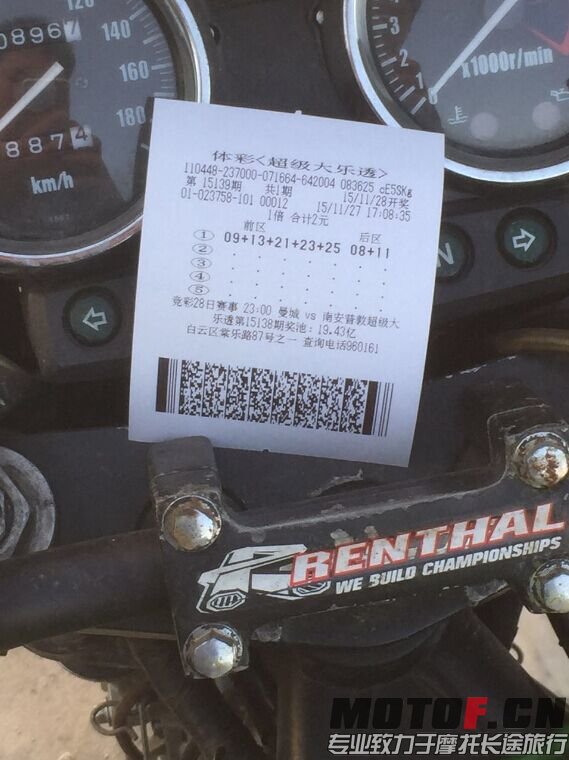 120
140
160
180
0896
887 4
km/h
1
0
x1000r/min
N
体彩<超级大乐透>
110448-237000-071664-642004 083625 cE5SKg
第 15139期 共1期 15/11/28开奖
01-023758-101 00012 15/11/27 17:08:35
1倍 合计2元
前区 后区
① 09+13+21+23+25 08+11
②
③
④
⑤
竞彩28日赛事 23:00 曼城 vs 南安普敦超级大
乐透第15138期奖池:19.43亿
白云区棠乐路87号之一 查询电话960161
RENTHAL
WE BUILD CHAMPIONSHIPS
MOTOF.CN
专业致力于摩托长途旅行